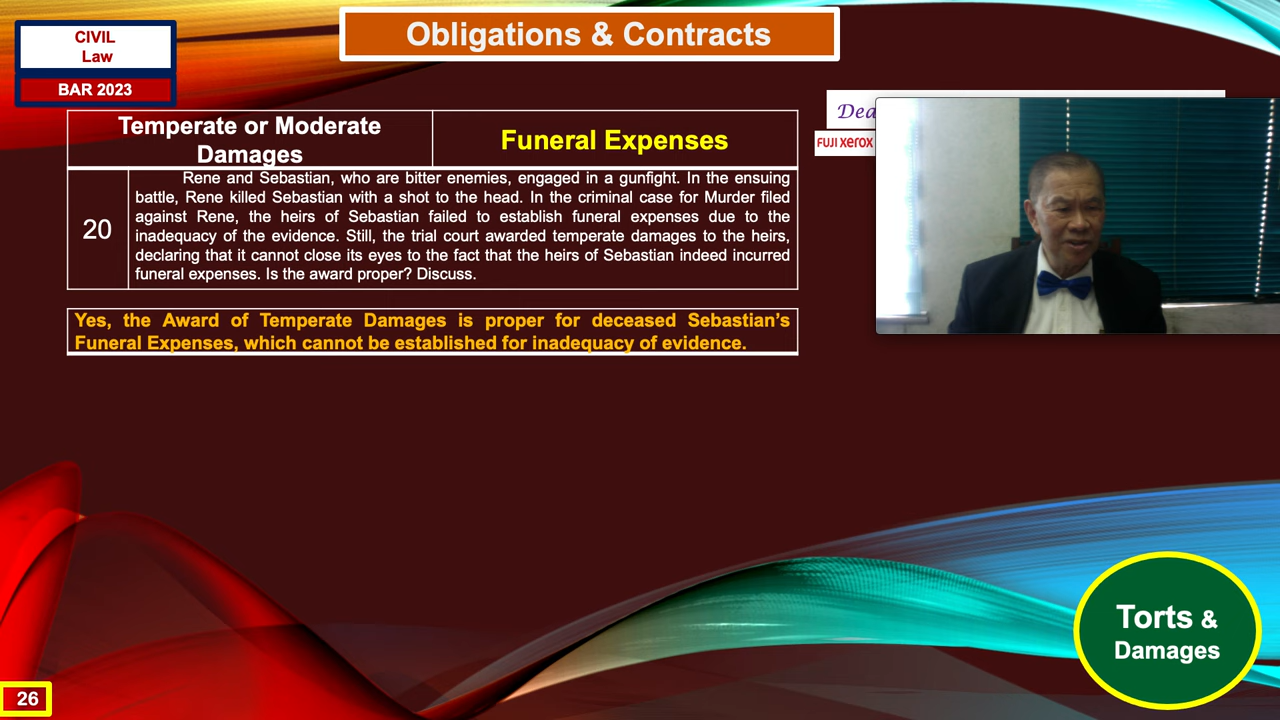 CIVIL
Law
BAR 2023
Obligations & Contracts
Dea
FUJI xerox
Temperate or Moderate
Damages
Funeral Expenses
20
Rene and Sebastian, who are bitter enemies, engaged in a gunfight. In the ensuing
battle, Rene killed Sebastian with a shot to the head. In the criminal case for Murder filed
against Rene, the heirs of Sebastian failed to establish funeral expenses due to the
inadequacy of the evidence. Still, the trial court awarded temperate damages to the heirs,
declaring that it cannot close its eyes to the fact that the heirs of Sebastian indeed incurred
funeral expenses. Is the award proper? Discuss.
Yes, the Award of Temperate Damages is proper for deceased Sebastian's
Funeral Expenses, which cannot be established for inadequacy of evidence.
Torts &
Damages
26